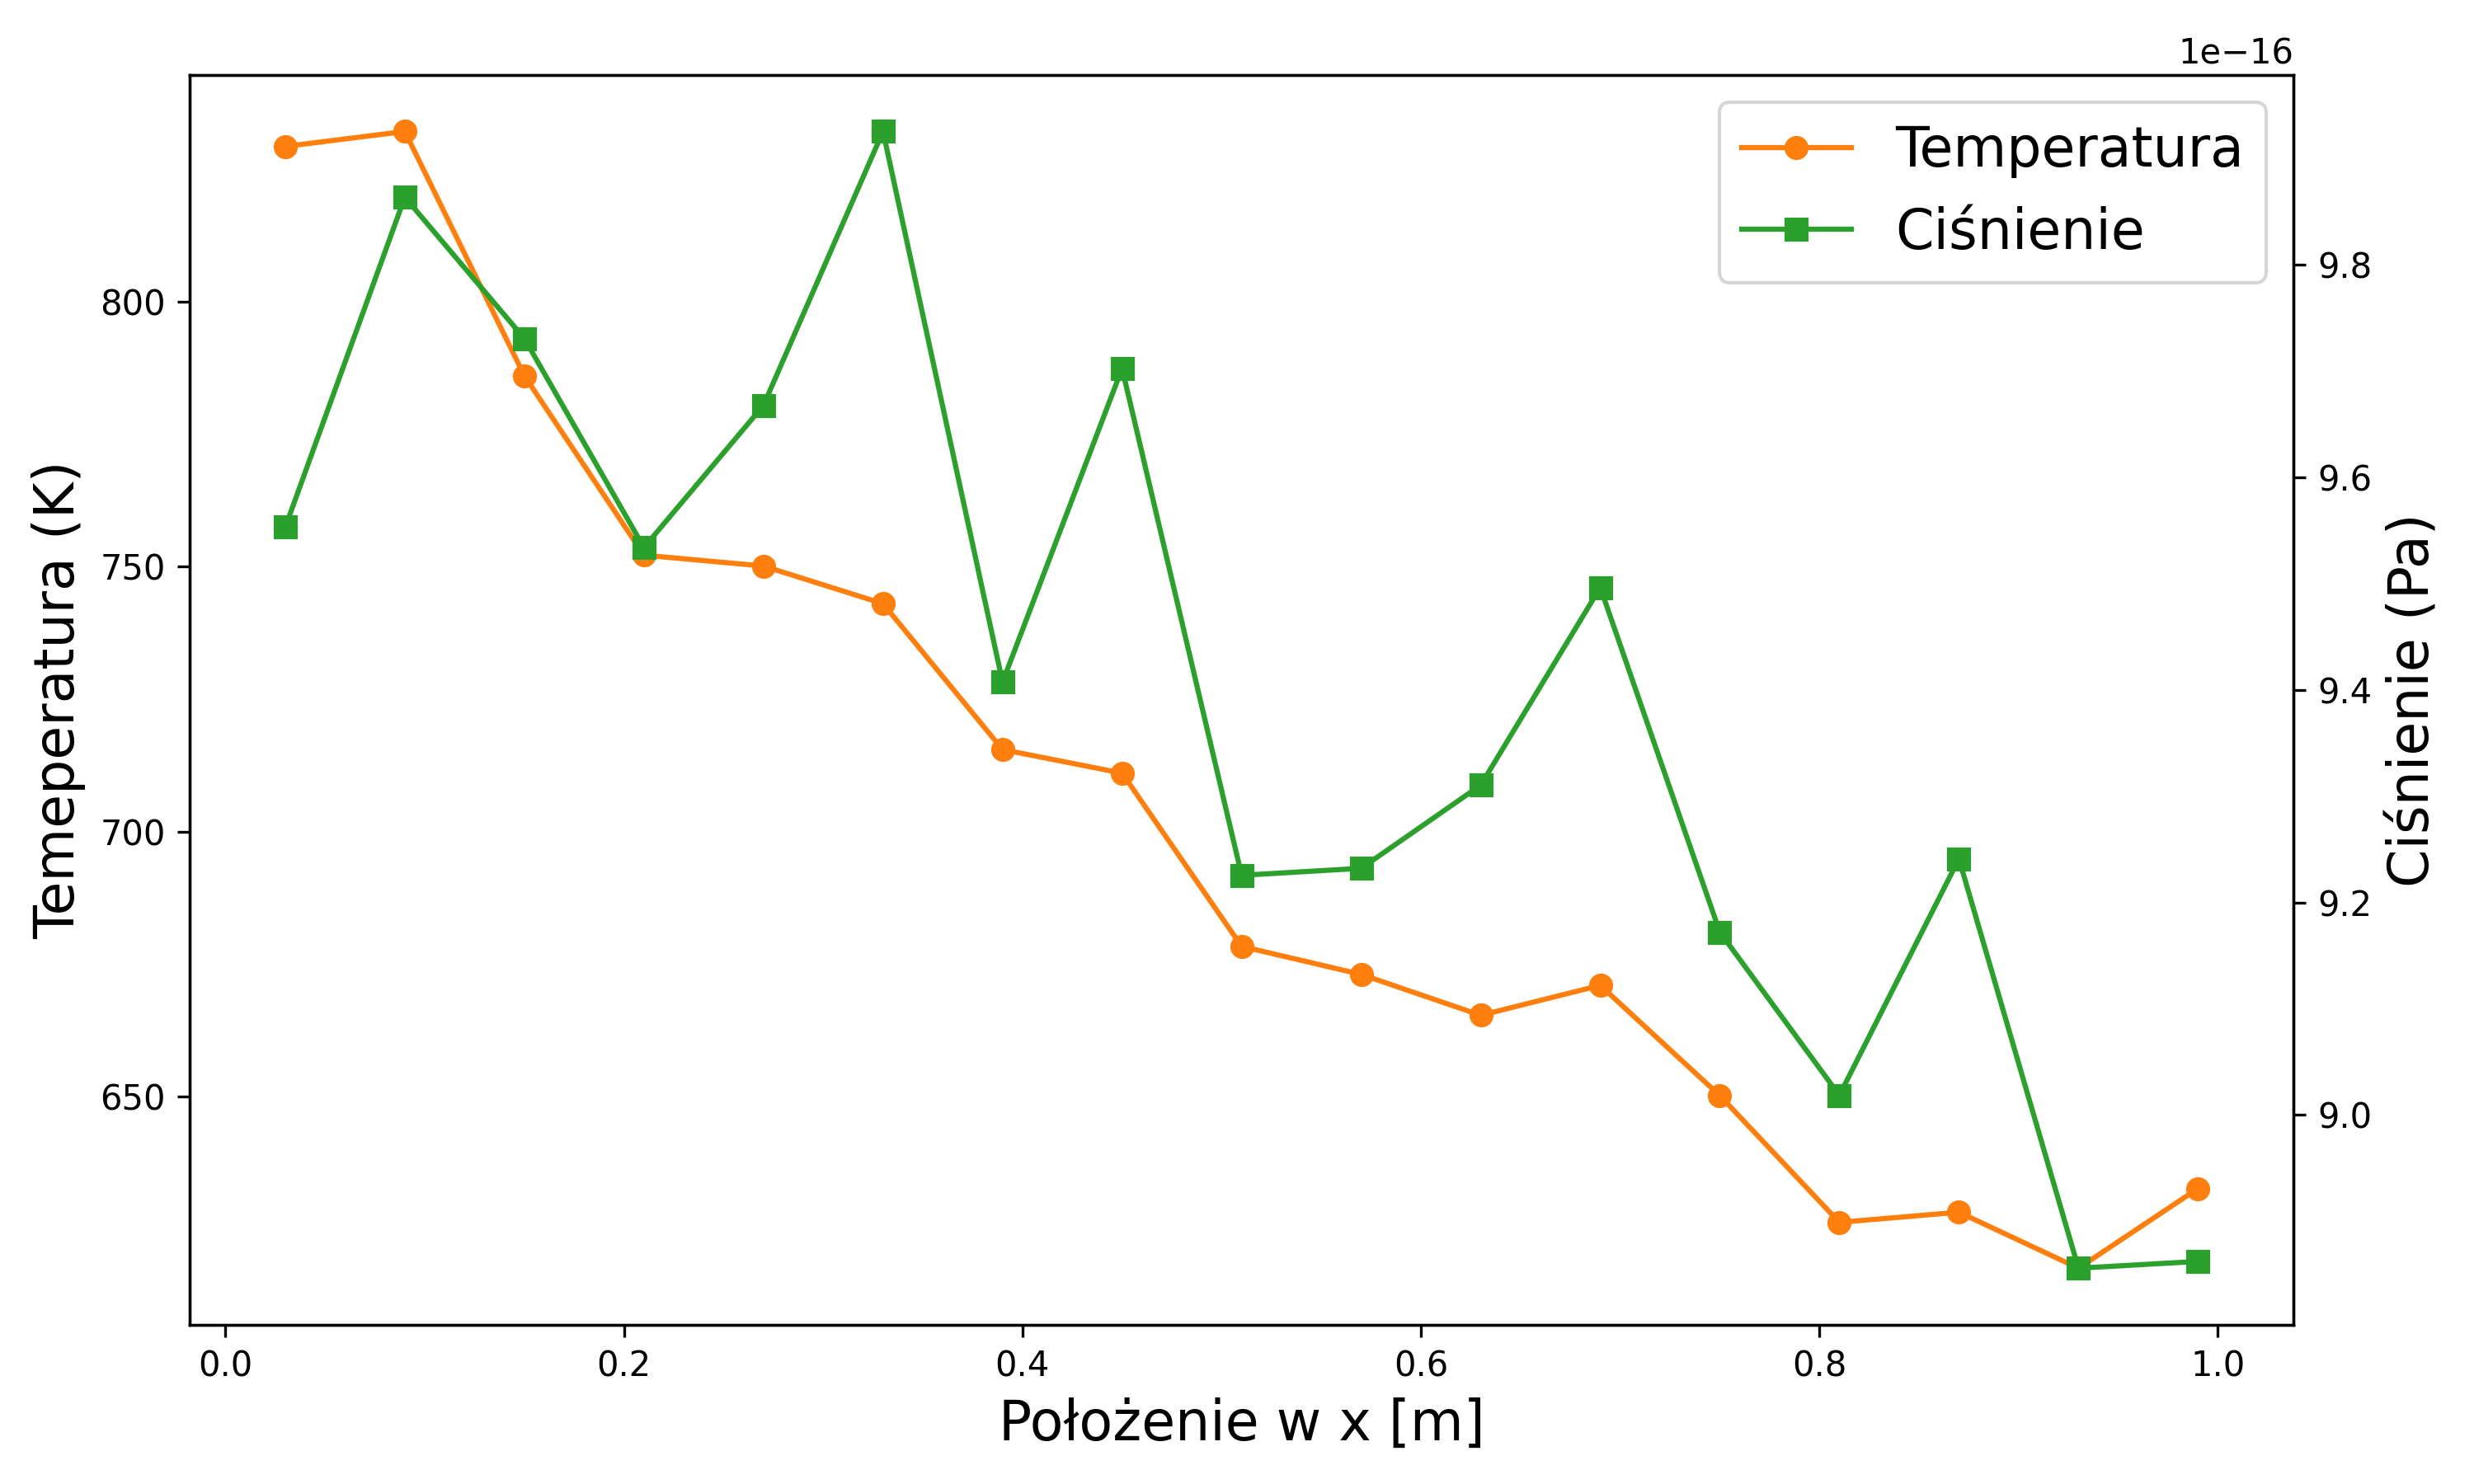 1e−16
Temperatura
Ciśnienie
800
750
700
650
Temeperatura (K)
9.8
9.6
9.4
9.2
9.0
Ciśnienie (Pa)
0.0 0.2 0.4 0.6 0.8 1.0
Położenie w x [m]